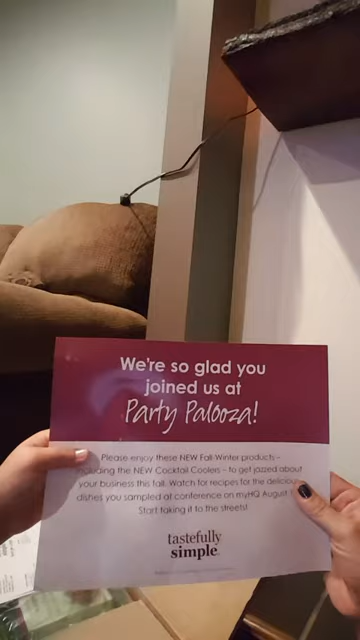 We're so glad you
joined us at
Party Palooza!
Please enjoy these NEW Fall-Winter products –
including the NEW Cocktail Coolers – to get jazzed about
your business this fall. Watch for recipes for the delicious
dishes you sampled at conference on myHQ August
Start taking it to the streets!
tastefully
simple